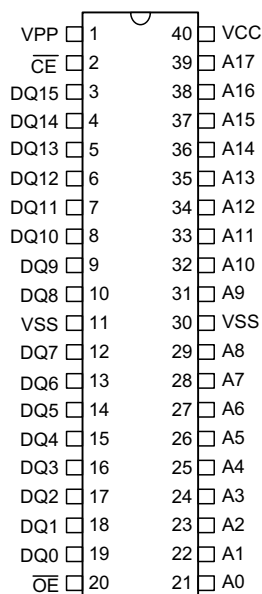 VPP 1 40 VCC
C̅E̅ 2 39 A17
DQ15 3 38 A16
DQ14 4 37 A15
DQ13 5 36 A14
DQ12 6 35 A13
DQ11 7 34 A12
DQ10 8 33 A11
DQ9 9 32 A10
DQ8 10 31 A9
VSS 11 30 VSS
DQ7 12 29 A8
DQ6 13 28 A7
DQ5 14 27 A6
DQ4 15 26 A5
DQ3 16 25 A4
DQ2 17 24 A3
DQ1 18 23 A2
DQ0 19 22 A1
O̅E̅ 20 21 A0